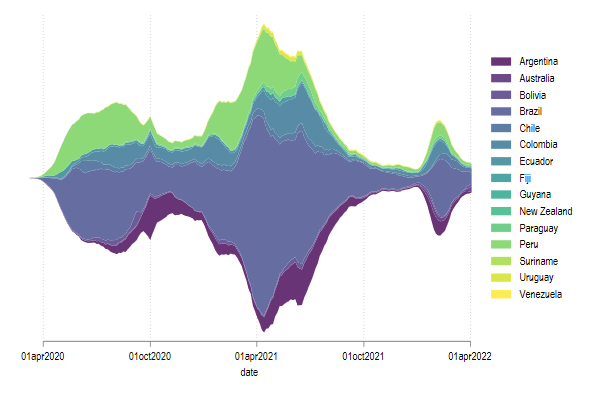 Argentina
Australia
Bolivia
Brazil
Chile
Colombia
Ecuador
Fiji
Guyana
New Zealand
Paraguay
Peru
Suriname
Uruguay
Venezuela
01apr2020 01oct2020 01apr2021 01oct2021 01apr2022
date